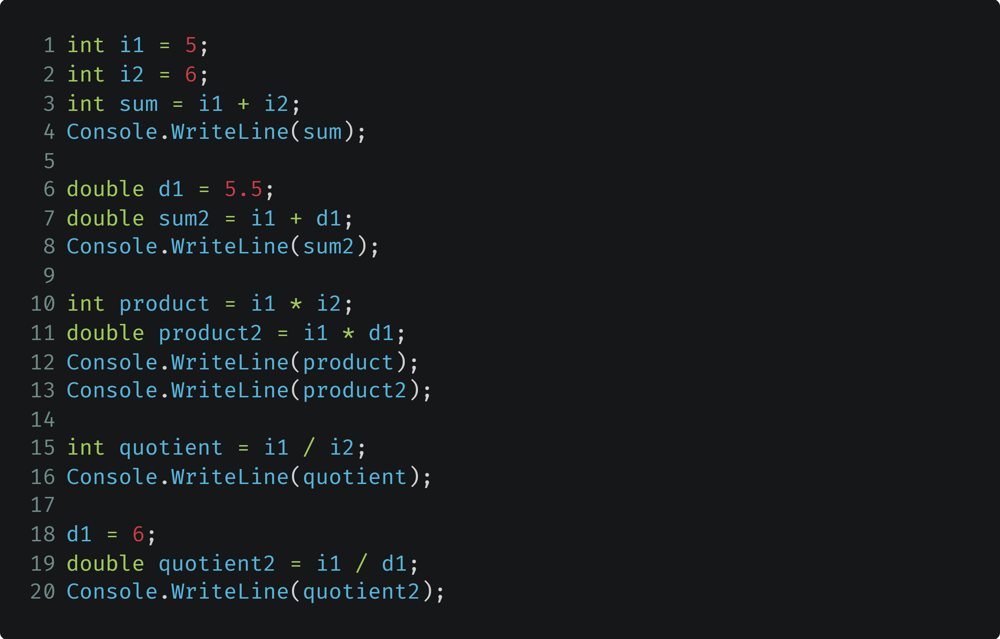 1 int i1 = 5;
2 int i2 = 6;
3 int sum = i1 + i2;
4 Console.WriteLine(sum);
5
6 double d1 = 5.5;
7 double sum2 = i1 + d1;
8 Console.WriteLine(sum2);
9
10 int product = i1 * i2;
11 double product2 = i1 * d1;
12 Console.WriteLine(product);
13 Console.WriteLine(product2);
14
15 int quotient = i1 / i2;
16 Console.WriteLine(quotient);
17
18 d1 = 6;
19 double quotient2 = i1 / d1;
20 Console.WriteLine(quotient2);